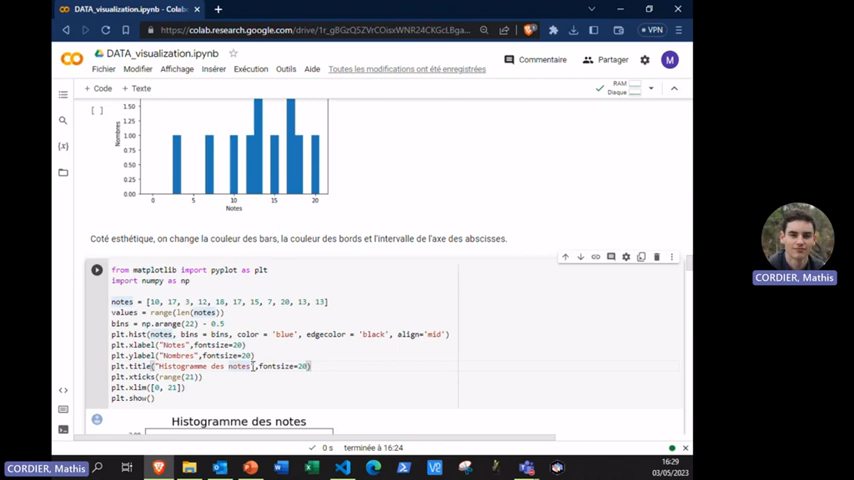 DATA_visualization.ipynb - Colab
https://colab.research.google.com/drive/1r_gBGzQ5ZVrCOisxWNR24CKGcLBga...
VPN
DATA_visualization.ipynb
Commentaire
Partager
M
Fichier Modifier Affichage Insérer Exécution Outils Aide Toutes les modifications ont été enregistrées
+ Code + Texte
RAM
Disque
[ ]
1.50
1.25
1.00
0.75
0.50
0.25
0.00
Nombres
0 5 10 15 20
Notes
Coté esthétique, on change la couleur des bars, la couleur des bords et l'intervalle de l'axe des abscisses.
from matplotlib import pyplot as plt
import numpy as np
notes = [10, 17, 3, 12, 18, 17, 15, 7, 20, 13, 13]
values = range(len(notes))
bins = np.arange(22) - 0.5
plt.hist(notes, bins = bins, color = 'blue', edgecolor = 'black', align='mid')
plt.xlabel("Notes",fontsize=20)
plt.ylabel("Nombres",fontsize=20)
plt.title("Histogramme des notes",fontsize=20)
plt.xticks(range(21))
plt.xlim([0, 21])
plt.show()
Histogramme des notes
0 s terminée à 16:24
CORDIER, Mathis
CORDIER, Mathis
16:29
03/05/2023